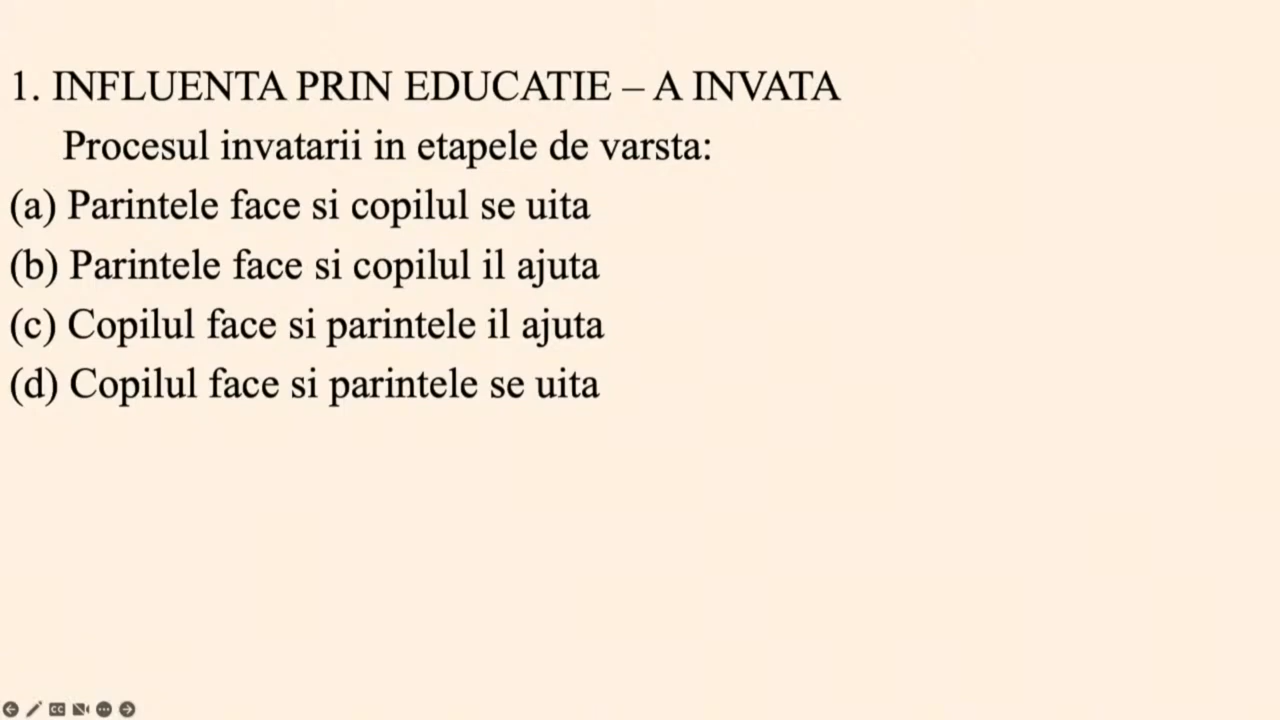 1. INFLUENTA PRIN EDUCATIE – A INVATA
Procesul invatarii in etapele de varsta:
(a) Parintele face si copilul se uita
(b) Parintele face si copilul il ajuta
(c) Copilul face si parintele il ajuta
(d) Copilul face si parintele se uita
CC